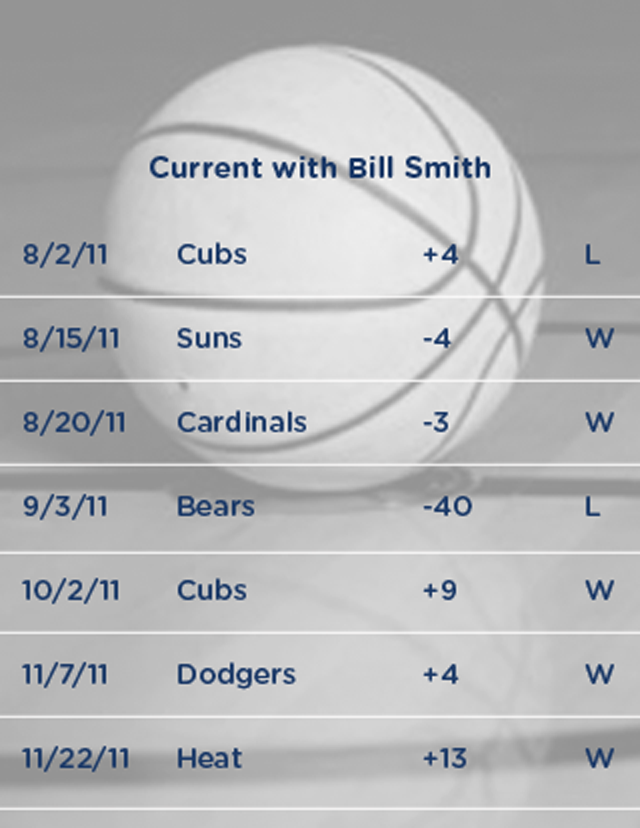 Current with Bill Smith
8/2/11 Cubs +4 L
8/15/11 Suns -4 W
8/20/11 Cardinals -3 W
9/3/11 Bears -40 L
10/2/11 Cubs +9 W
11/7/11 Dodgers +4 W
11/22/11 Heat +13 W